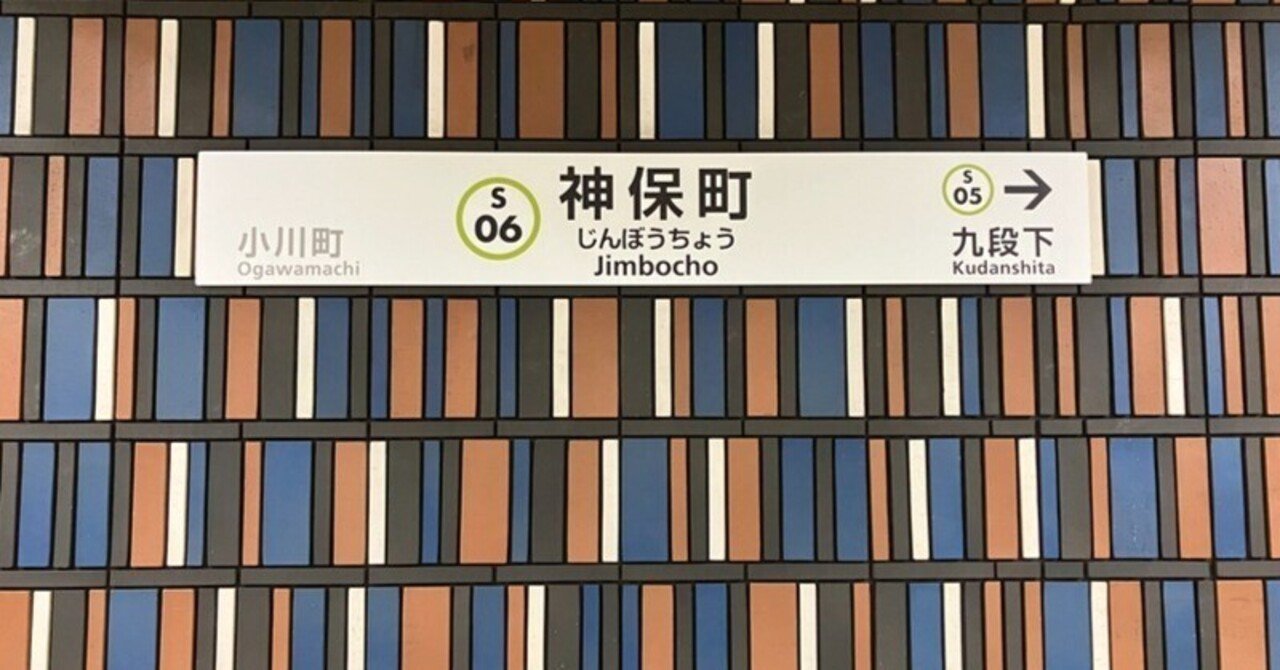 小川町
Ogawamachi
S
06
神保町
じんぼうちょう
Jimbocho
S
05 →
九段下
Kudanshita